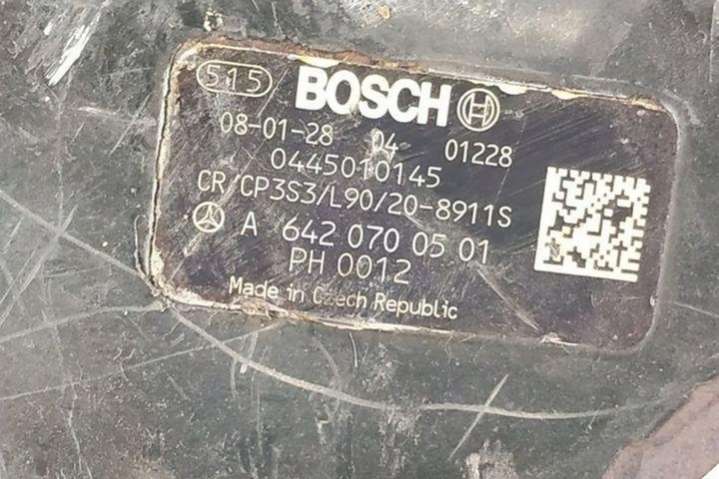 515 BOSCH
08-01-28 04 01228
0445010145
CR/CP3S3/L90/20-8911S
A 642 070 05 01
PH 0012
Made in Czech Republic